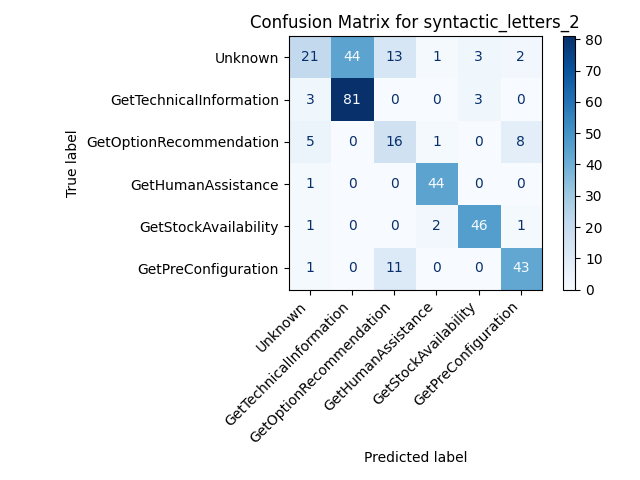 Confusion Matrix for syntactic_letters_2
True label
Unknown 21 44 13 1 3 2
GetTechnicalInformation 3 81 0 0 3 0
GetOptionRecommendation 5 0 16 1 0 8
GetHumanAssistance 1 0 0 44 0 0
GetStockAvailability 1 0 0 2 46 1
GetPreConfiguration 1 0 11 0 0 43
Unknown
GetTechnicalInformation
GetOptionRecommendation
GetHumanAssistance
GetStockAvailability
GetPreConfiguration
Predicted label
80
70
60
50
40
30
20
10
0